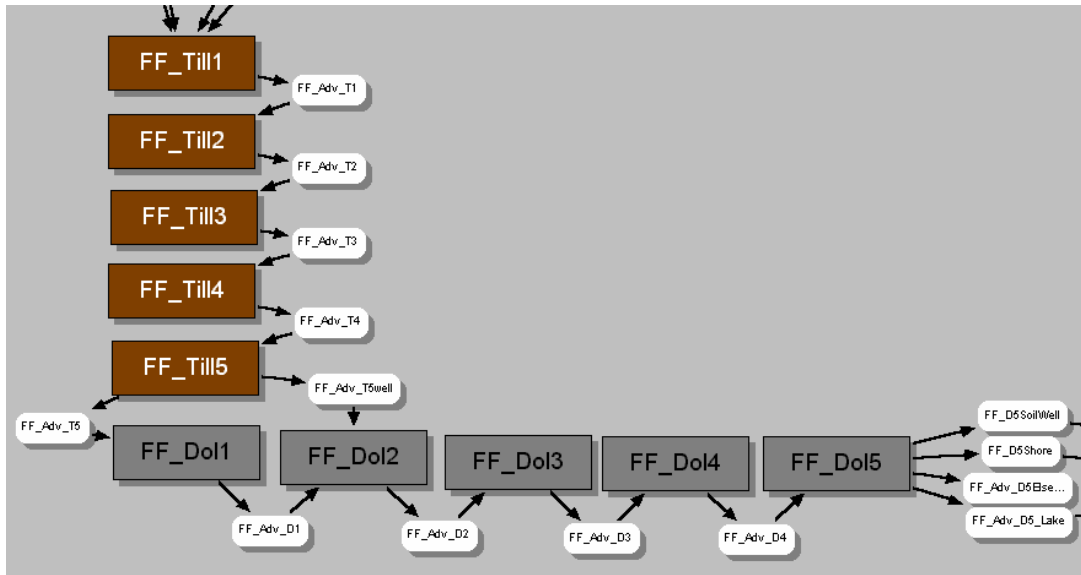 FF_Till1
FF_Adv_T1
FF_Till2
FF_Adv_T2
FF_Till3
FF_Adv_T3
FF_Till4
FF_Adv_T4
FF_Till5
FF_Adv_T5well
FF_Adv_T5
FF_Dol1
FF_Dol2
FF_Dol3
FF_Dol4
FF_Dol5
FF_D5SoilWell
FF_D5Shore
FF_Adv_D5Else...
FF_Adv_D5_Lake
FF_Adv_D1
FF_Adv_D2
FF_Adv_D3
FF_Adv_D4